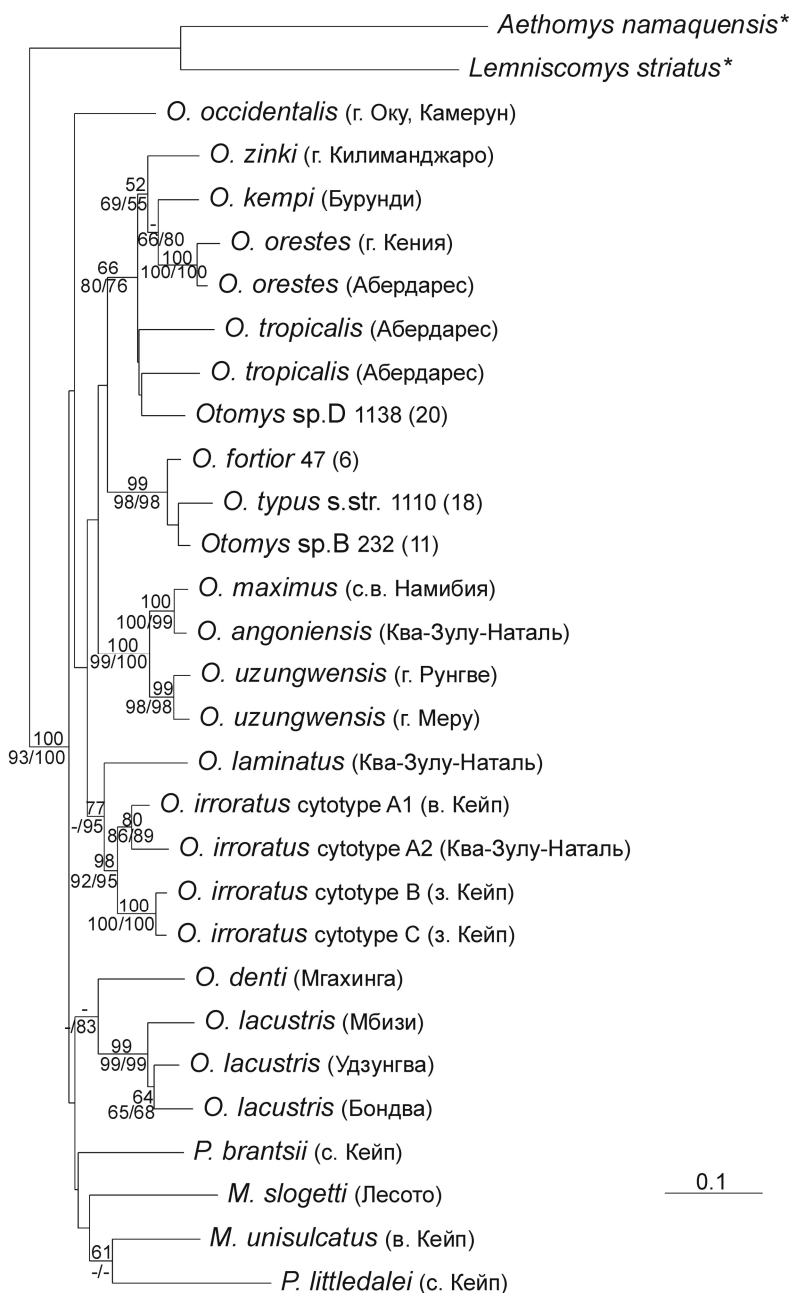 Aethomys namaquensis*
Lemniscomys striatus*
O. occidentalis (г. Оку, Камерун)
O. zinki (г. Килиманджаро)
52
69/55
O. kempi (Бурунди)
-
66/80
O. orestes (г. Кения)
100
100/100
66
80/76
O. orestes (Абердарес)
O. tropicalis (Абердарес)
O. tropicalis (Абердарес)
Otomys sp.D 1138 (20)
O. fortior 47 (6)
99
98/98
O. typus s.str. 1110 (18)
Otomys sp.B 232 (11)
O. maximus (с.в. Намибия)
100
100/99
O. angoniensis (Ква-Зулу-Наталь)
100
99/100
O. uzungwensis (г. Рунгве)
99
98/98
O. uzungwensis (г. Меру)
100
93/100
O. laminatus (Ква-Зулу-Наталь)
77
-/95
O. irroratus cytotype A1 (в. Кейп)
80
86/89
O. irroratus cytotype A2 (Ква-Зулу-Наталь)
98
92/95
O. irroratus cytotype B (з. Кейп)
100
100/100
O. irroratus cytotype C (з. Кейп)
O. denti (Мгахинга)
-
-/83
O. lacustris (Мбизи)
99
99/99
O. lacustris (Удзунгва)
64
65/68
O. lacustris (Бондва)
P. brantsii (с. Кейп)
M. slogetti (Лесото)
0.1
M. unisulcatus (в. Кейп)
61
-/-
P. littledalei (с. Кейп)